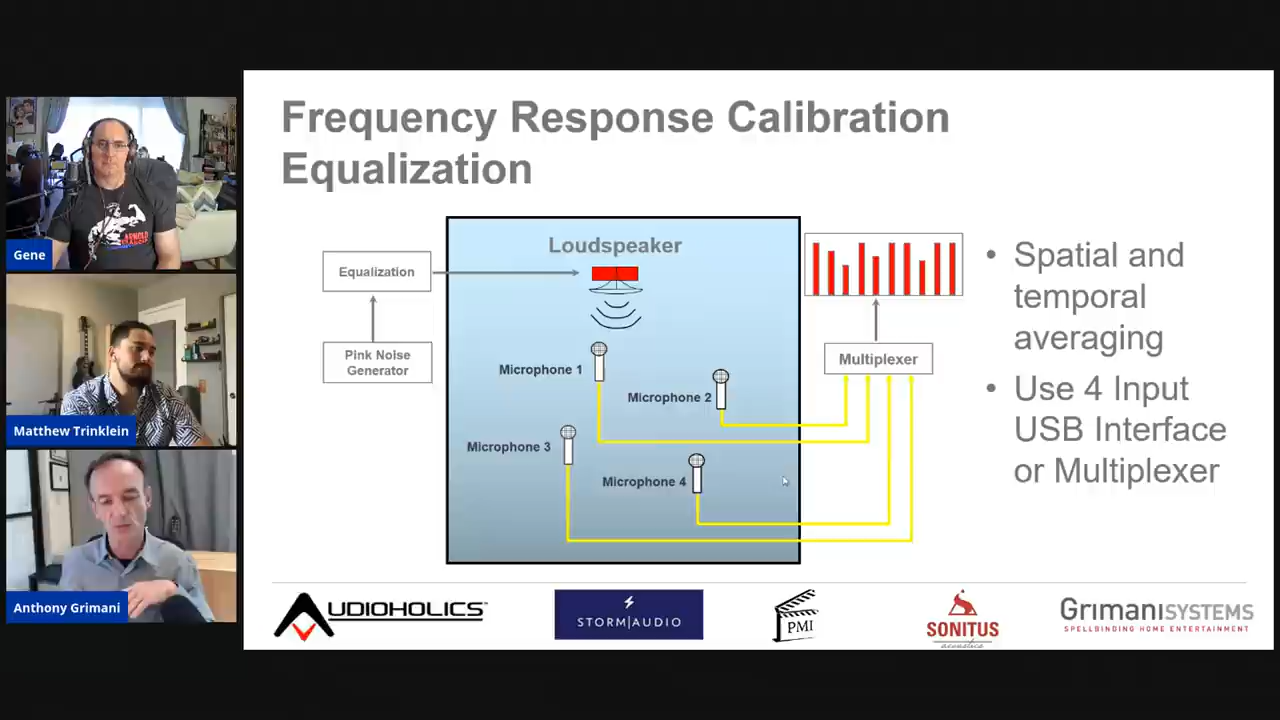 Frequency Response Calibration
Equalization
Loudspeaker
Equalization
Pink Noise
Generator
Microphone 1
Microphone 2
Microphone 3
Microphone 4
Multiplexer
• Spatial and
temporal
averaging
• Use 4 Input
USB Interface
or Multiplexer
Gene
Matthew Trinklein
Anthony Grimani
ARNOLD
AUDIOHOLICS
STORM|AUDIO
PMI
SONITUS
acoustics
GRIMANISYSTEMS
SPELLBINDING HOME ENTERTAINMENT